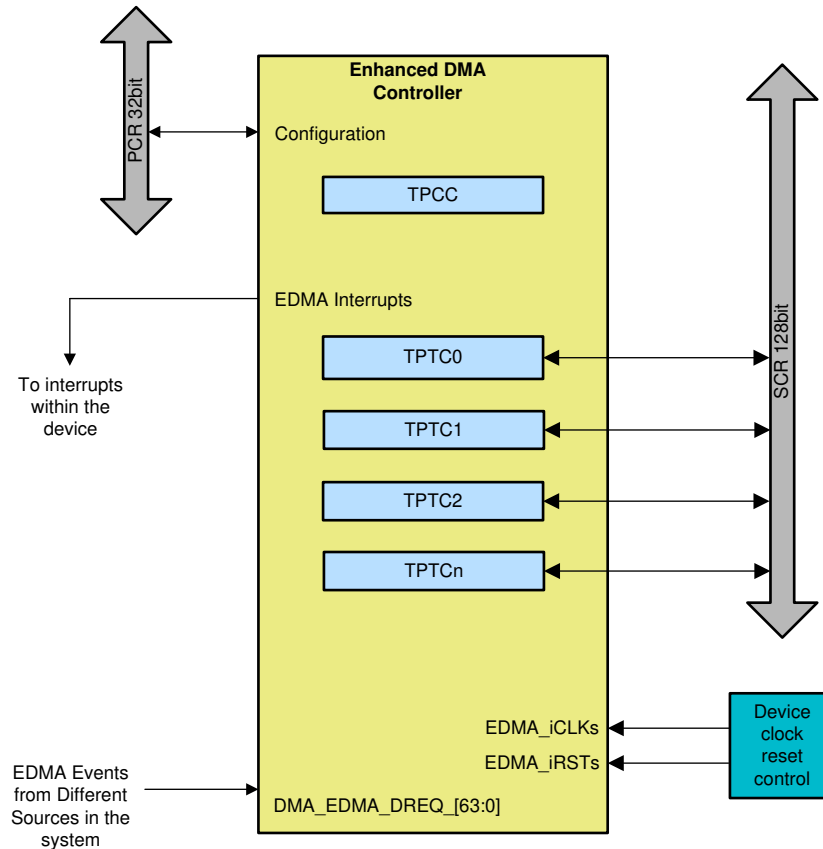 Enhanced DMA
Controller
PCR 32bit
Configuration
TPCC
EDMA Interrupts
To interrupts
within the
device
TPTC0
TPTC1
TPTC2
TPTCn
SCR 128bit
EDMA_iCLKs
EDMA_iRSTs
Device
clock
reset
control
EDMA Events
from Different
Sources in the
system
DMA_EDMA_DREQ_[63:0]